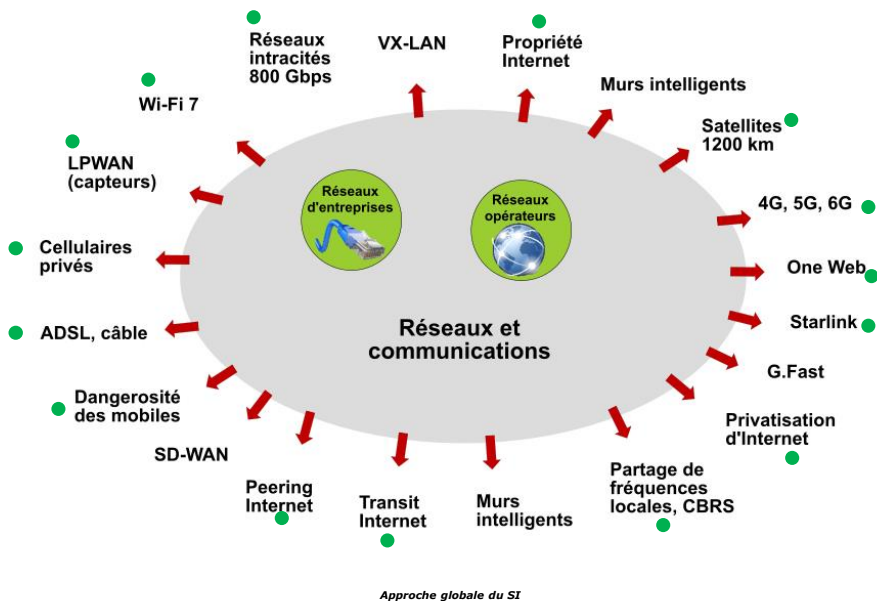 Réseaux
intracités
800 Gbps
VX-LAN
Propriété
Internet
Murs intelligents
Wi-Fi 7
Satellites
1200 km
LPWAN
(capteurs)
Réseaux
d'entreprises
Réseaux
opérateurs
4G, 5G, 6G
Cellulaires
privés
One Web
ADSL, câble
Réseaux et
communications
Starlink
G.Fast
Dangerosité
des mobiles
Privatisation
d'Internet
SD-WAN
Peering
Internet
Transit
Internet
Murs
intelligents
Partage de
fréquences
locales, CBRS
Approche globale du SI